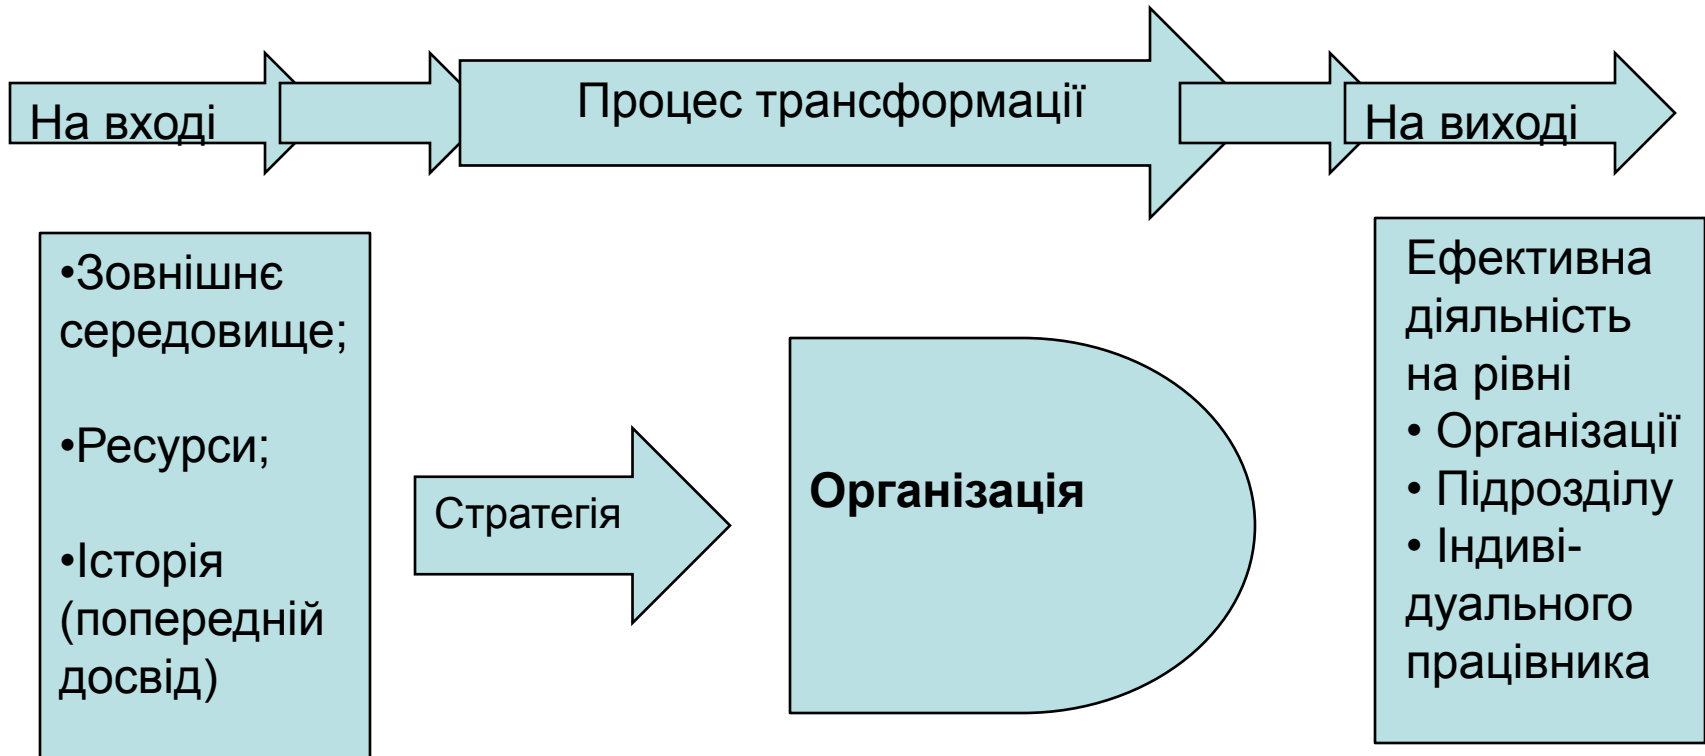 На вході
Процес трансформації
На виході
•Зовнішнє
середовище;
•Ресурси;
•Історія
(попередній
досвід)
Стратегія
Організація
Ефективна
діяльність
на рівні
• Організації
• Підрозділу
• Індиві-
дуального
працівника